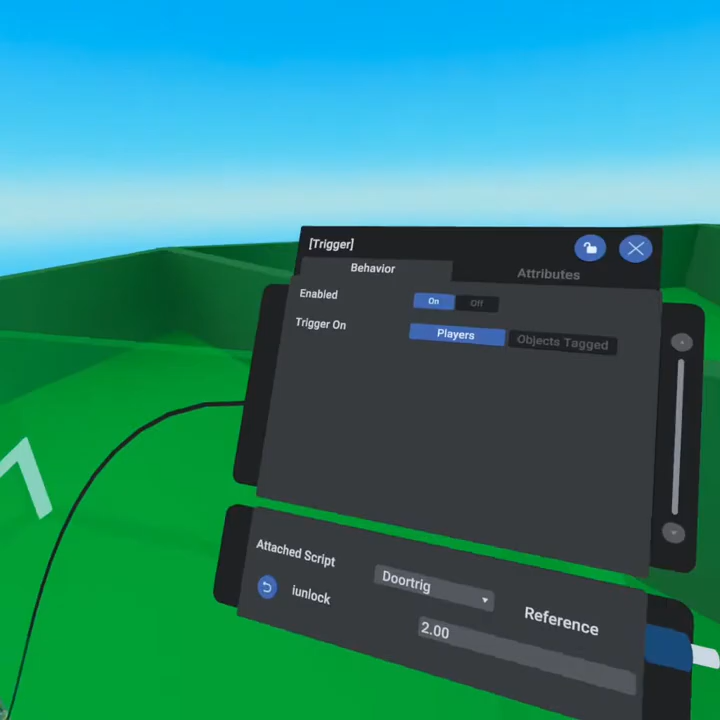 [Trigger]
Behavior
Attributes
Enabled
On
Off
Trigger On
Players
Objects Tagged
Attached Script
Doortrig
Reference
iunlock
2.00